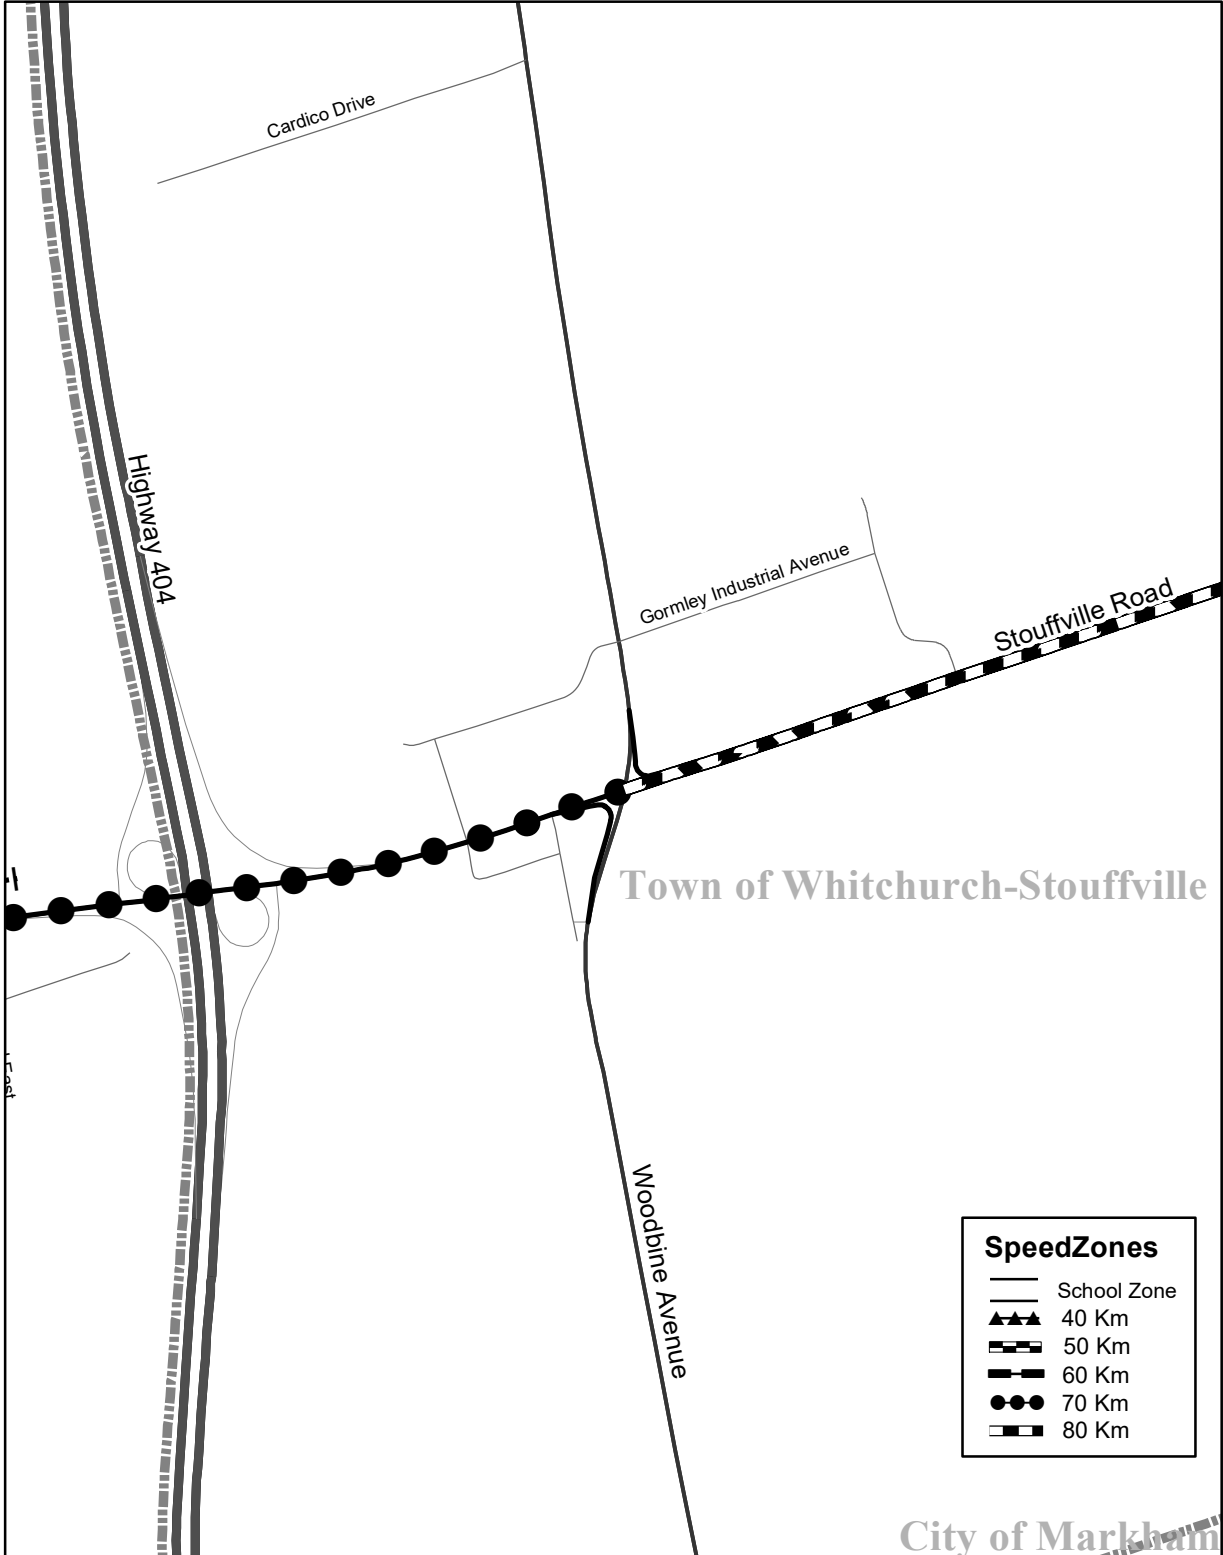 Cardico Drive
Highway 404
Gormley Industrial Avenue
Stouffville Road
Town of Whitchurch-Stouffville
East
Woodbine Avenue
SpeedZones
School Zone
40 Km
50 Km
60 Km
70 Km
80 Km
City of Markham